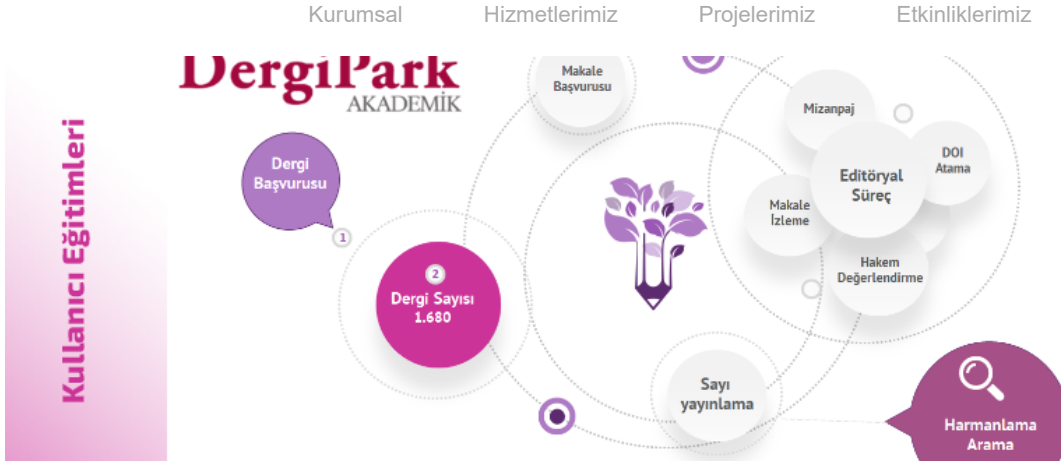 Kurumsal Hizmetlerimiz Projelerimiz Etkinliklerimiz
Kullanıcı Eğitimleri
DergiPark
AKADEMİK
Dergi
Başvurusu
1
2
Dergi Sayısı
1.680
Makale
Başvurusu
Mizanpaj
DOI
Atama
Editöryal
Süreç
Makale
İzleme
Hakem
Değerlendirme
Sayı
yayınlama
Harmanlama
Arama